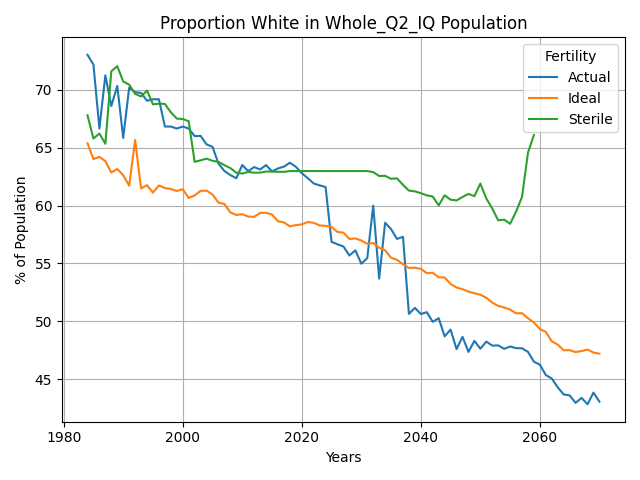 Proportion White in Whole_Q2_IQ Population
Fertility
Actual
Ideal
Sterile
% of Population
70
65
60
55
50
45
1980
2000
2020
2040
2060
Years